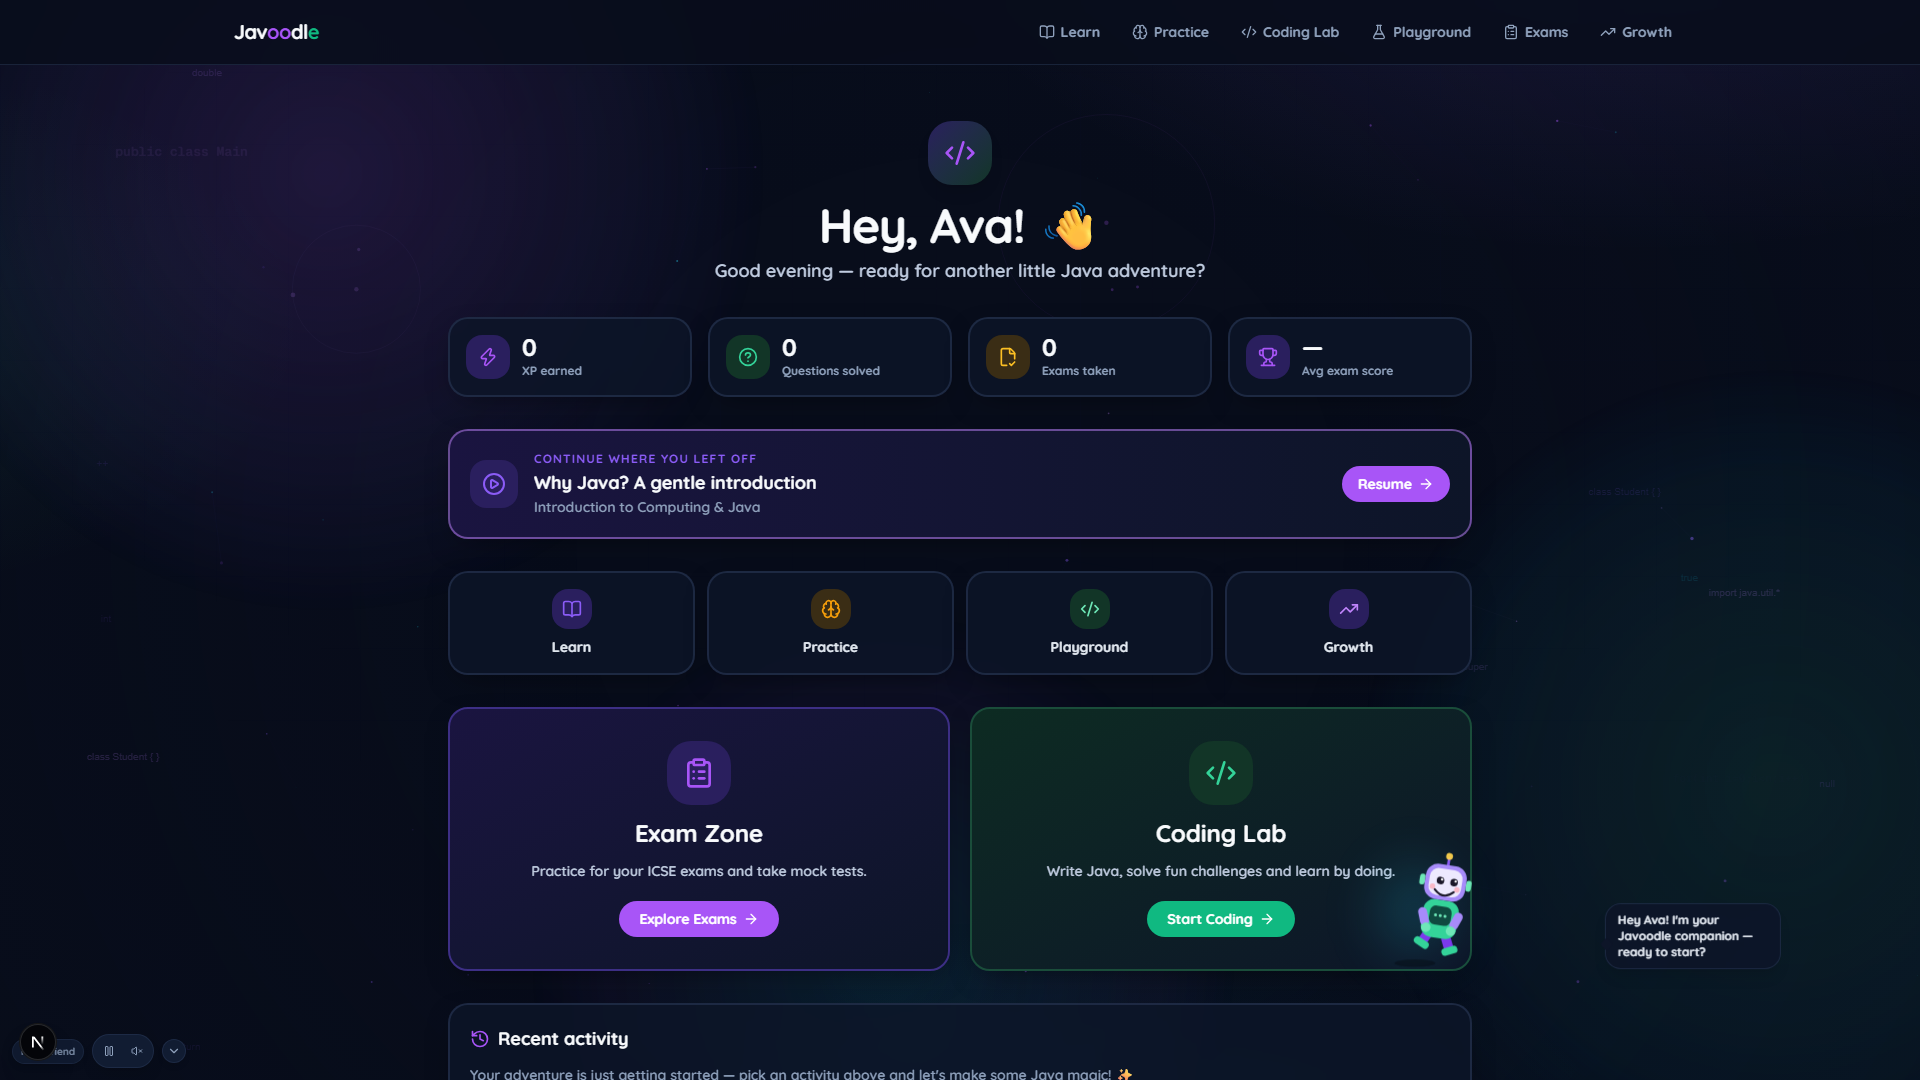 Javoodle
Learn
Practice
Coding Lab
Playground
Exams
Growth
double
public class Main
Hey, Ava! 👋
Good evening — ready for another little Java adventure?
0
XP earned
0
Questions solved
0
Exams taken
—
Avg exam score
CONTINUE WHERE YOU LEFT OFF
Why Java? A gentle introduction
Introduction to Computing & Java
Resume →
class Student { }
true
import java.util.*
Learn
Practice
Playground
Growth
class Student { }
Exam Zone
Practice for your ICSE exams and take mock tests.
Explore Exams →
Coding Lab
Write Java, solve fun challenges and learn by doing.
Start Coding →
Hey Ava! I'm your
Javoodle companion —
ready to start?
Recent activity
Your adventure is just getting started — pick an activity above and let's make some Java magic! ✨
N